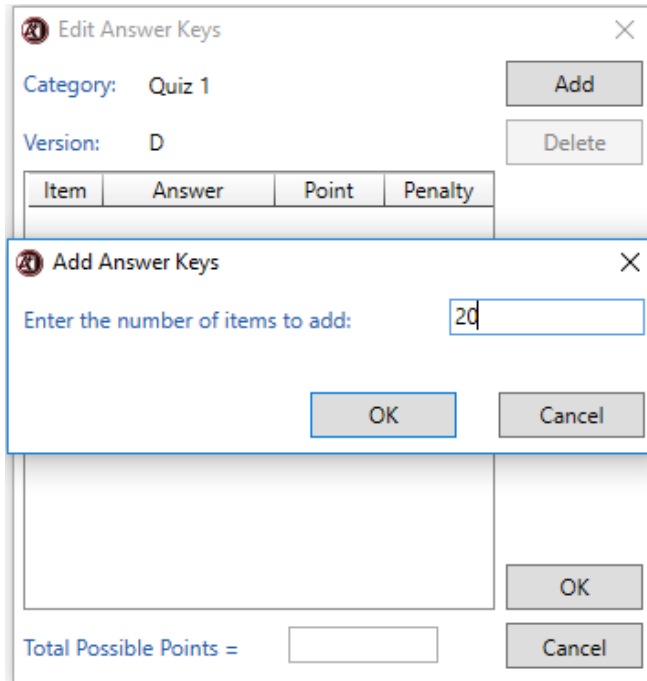 Edit Answer Keys
Category: Quiz 1 Add
Version: D Delete
Item Answer Point Penalty
Add Answer Keys
Enter the number of items to add: 20
OK Cancel
OK
Total Possible Points = Cancel